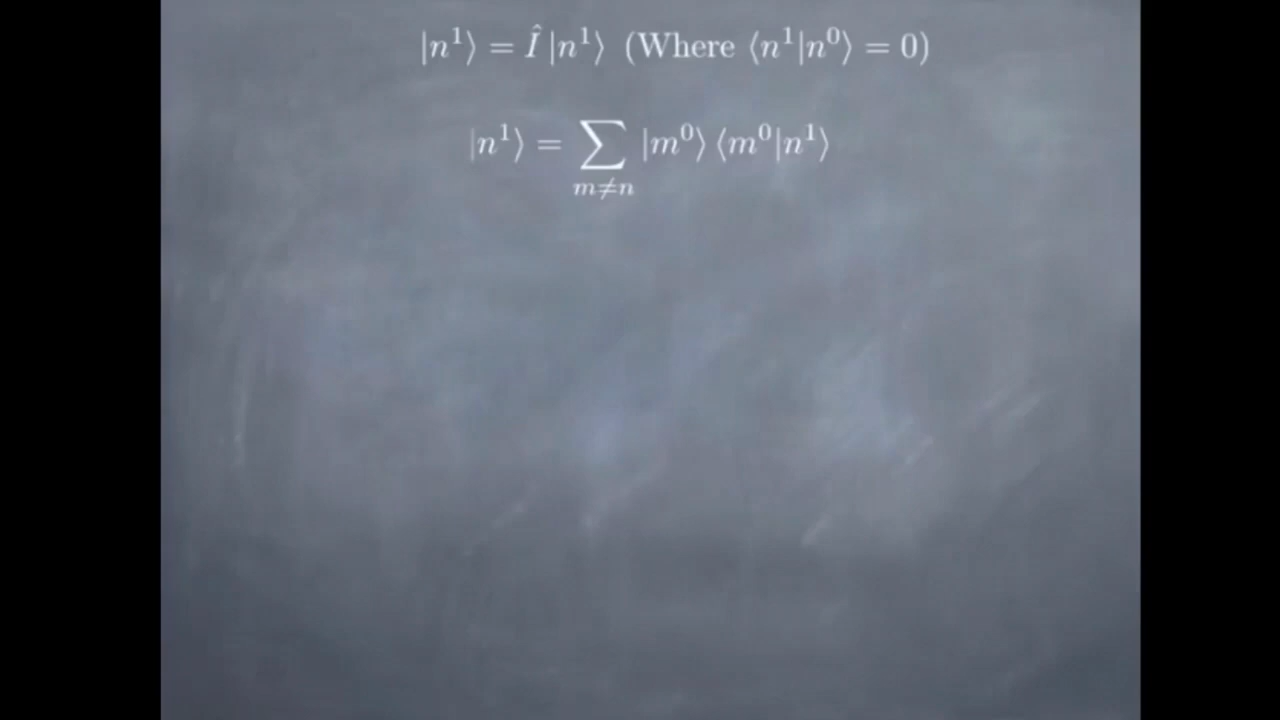 |n¹⟩ = Î |n¹⟩ (Where ⟨n¹|n⁰⟩ = 0)
|n¹⟩ = ∑_{m≠n} |m⁰⟩ ⟨m⁰|n¹⟩